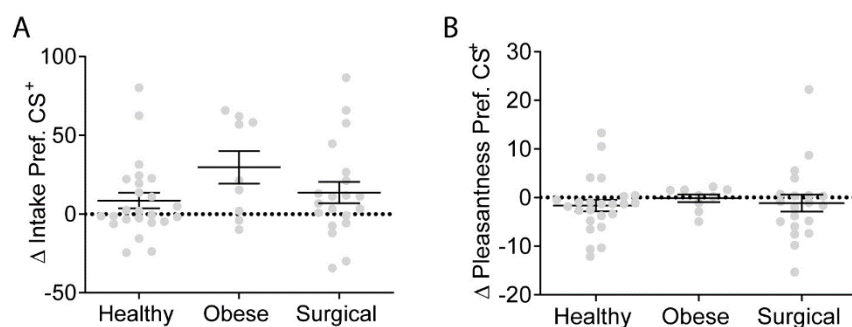 A
Δ Intake Pref. CS⁺
100
50
0
-50
Healthy
Obese
Surgical
B
Δ Pleasantness Pref. CS⁺
30
20
10
0
-10
-20
Healthy
Obese
Surgical